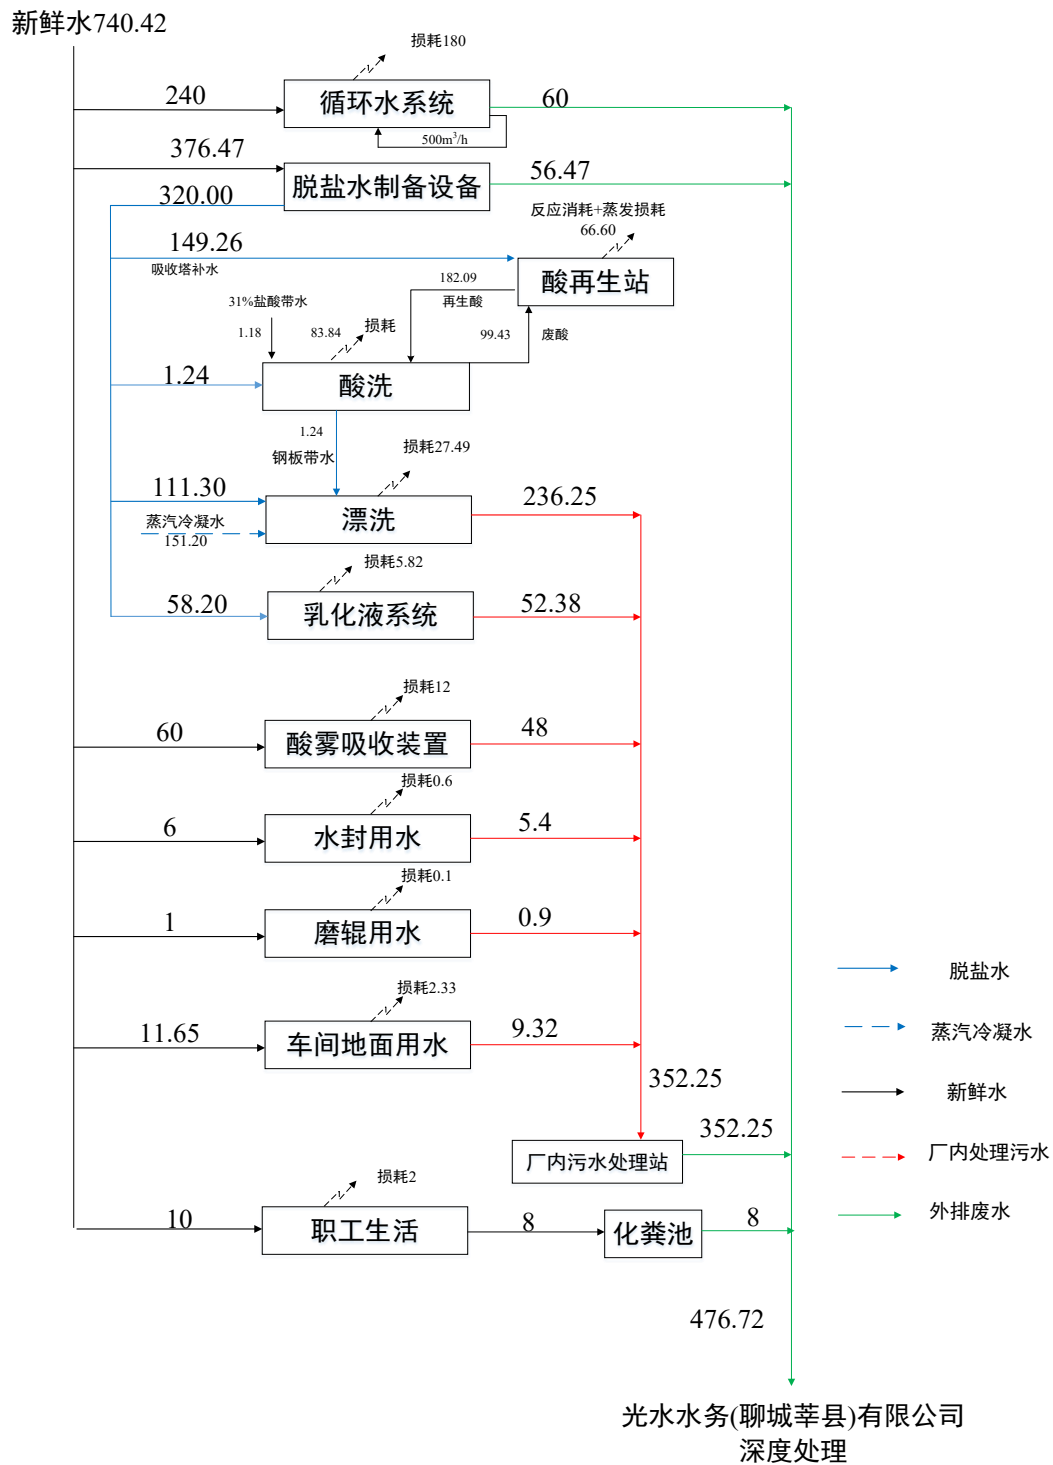 新鲜水740.42
损耗180
240
循环水系统
60
500m³/h
376.47
脱盐水制备设备
56.47
320.00
反应消耗+蒸发损耗
66.60
149.26
吸收塔补水
酸再生站
182.09
再生酸
31%盐酸带水
1.18
83.84
损耗
99.43
废酸
1.24
酸洗
1.24
钢板带水
损耗27.49
111.30
漂洗
236.25
蒸汽冷凝水
151.20
损耗5.82
58.20
乳化液系统
52.38
损耗12
60
酸雾吸收装置
48
损耗0.6
6
水封用水
5.4
损耗0.1
1
磨辊用水
0.9
损耗2.33
11.65
车间地面用水
9.32
352.25
352.25
厂内污水处理站
损耗2
10
职工生活
8
化粪池
8
476.72
光水水务(聊城莘县)有限公司
深度处理
脱盐水
蒸汽冷凝水
新鲜水
厂内处理污水
外排废水